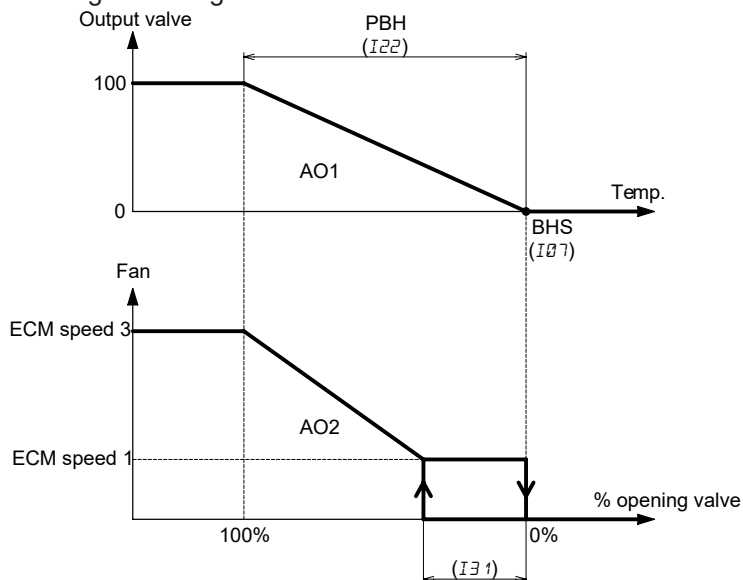 Output valve
PBH
(I22)
100
AO1
Temp.
0
BHS
(I07)
Fan
ECM speed 3
AO2
ECM speed 1
% opening valve
100%
0%
(I31)